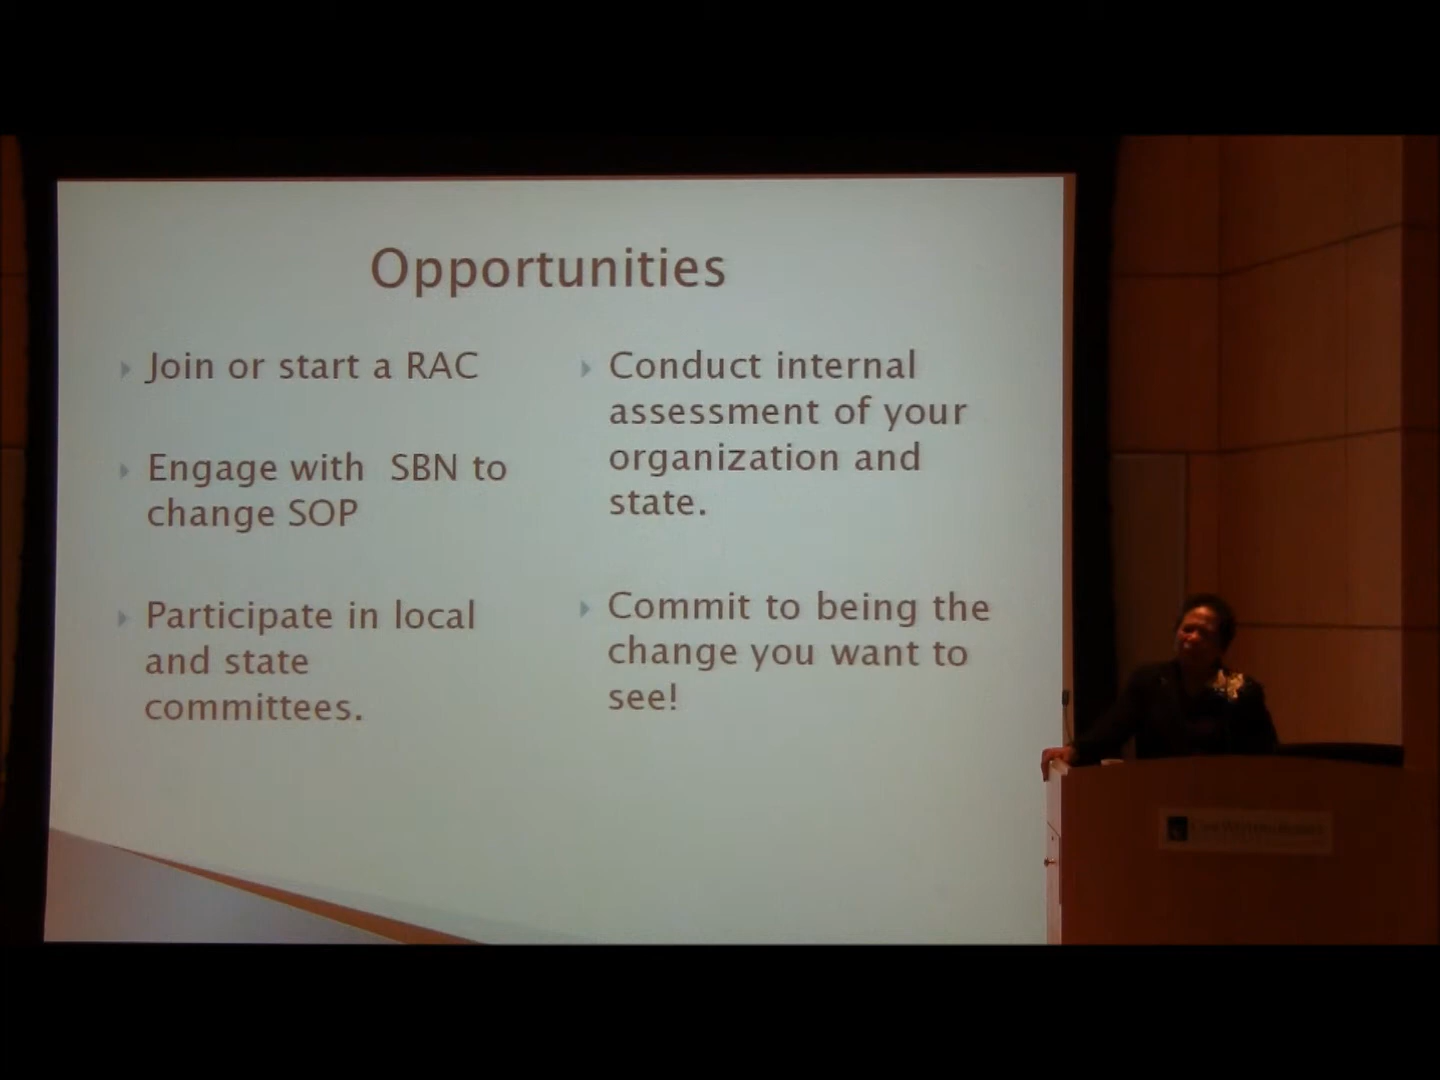 Opportunities
Join or start a RAC
Engage with  SBN to
change SOP
Participate in local
and state
committees.
Conduct internal
assessment of your
organization and
state.
Commit to being the
change you want to
see!